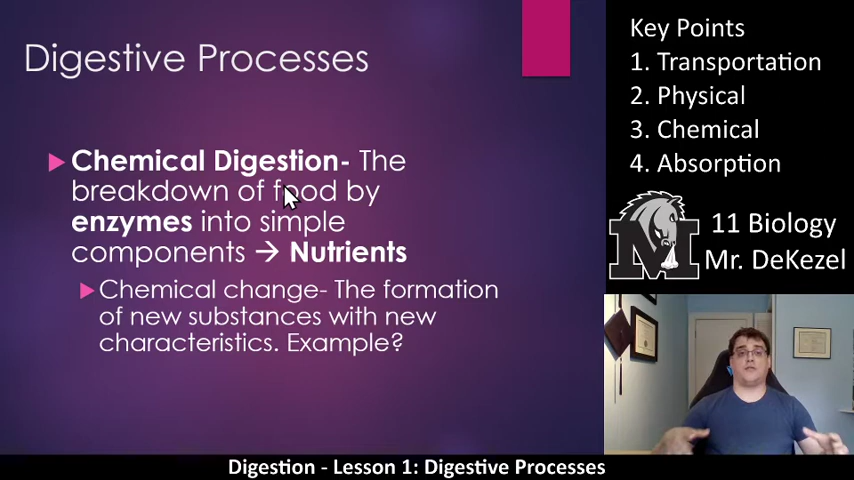 Digestive Processes
Chemical Digestion- The
breakdown of food by
enzymes into simple
components → Nutrients
Chemical change- The formation
of new substances with new
characteristics. Example?
Key Points
1. Transportation
2. Physical
3. Chemical
4. Absorption
M
11 Biology
Mr. DeKezel
Digestion - Lesson 1: Digestive Processes